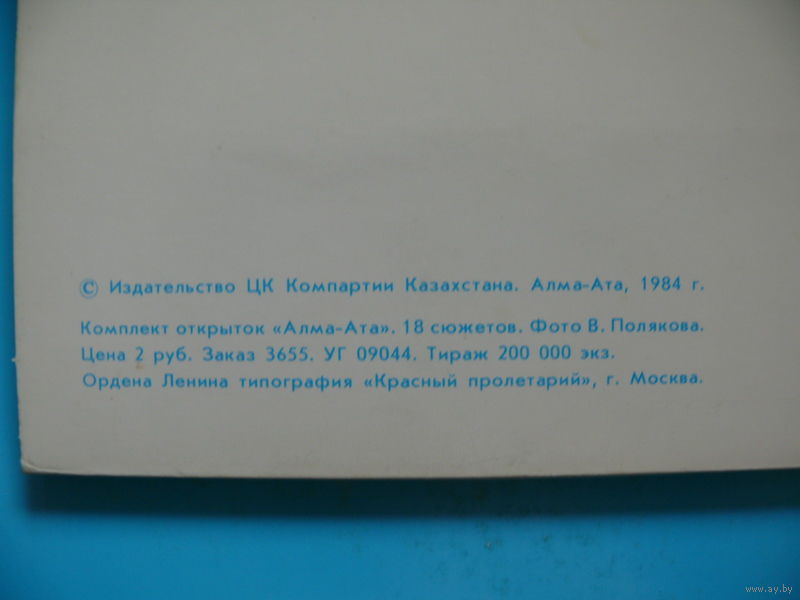 © Издательство ЦК Компартии Казахстана. Алма-Ата, 1984 г.
Комплект открыток «Алма-Ата». 18 сюжетов. Фото В. Полякова.
Цена 2 руб. Заказ 3655. УГ 09044. Тираж 200 000 экз.
Ордена Ленина типография «Красный пролетарий», г. Москва.
www.ay.by